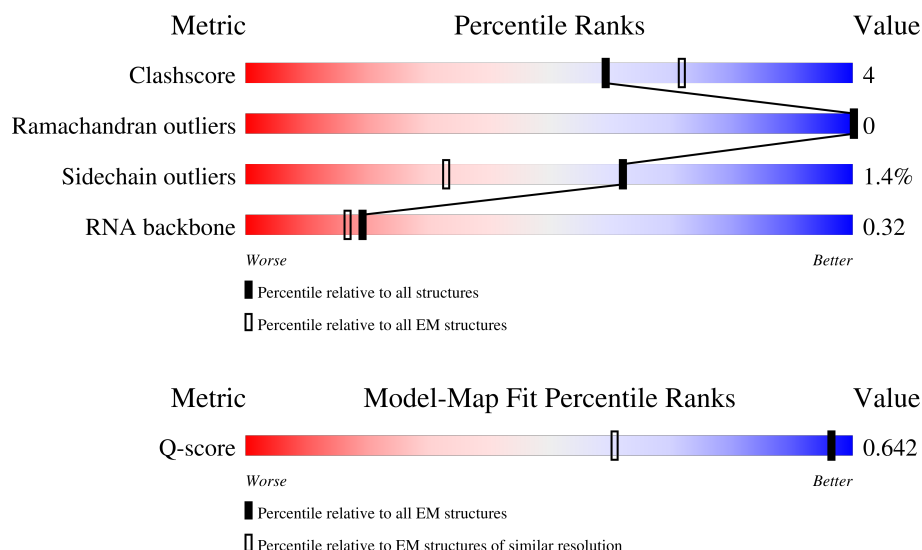 Metric Percentile Ranks Value
Clashscore 4
Ramachandran outliers 0
Sidechain outliers 1.4%
RNA backbone 0.32
Worse Better
Percentile relative to all structures
Percentile relative to all EM structures
Metric Model-Map Fit Percentile Ranks Value
Q-score 0.642
Worse Better
Percentile relative to all EM structures
Percentile relative to EM structures of similar resolution